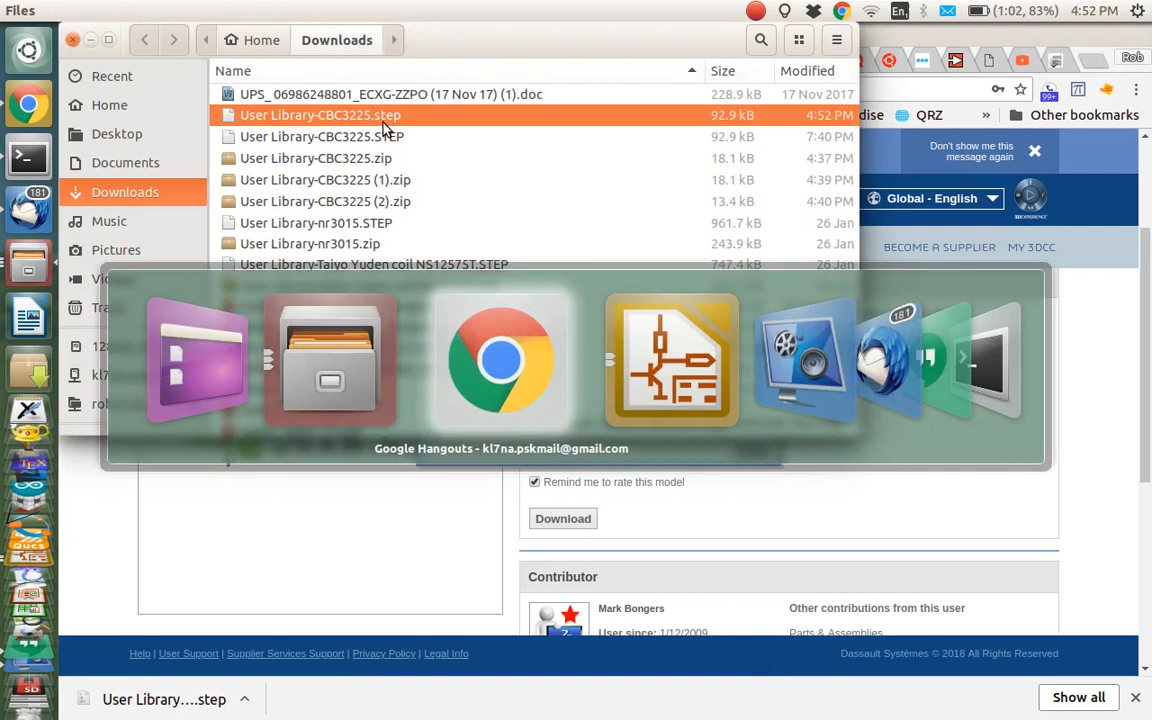 Files
En1
(1:02, 83%)
4:52 PM
Home
Downloads
Rob
Name
Size
Modified
Recent
Home
Desktop
Documents
Downloads
Music
Pictures
UPS_ 06986248801_ECXG-ZZPO (17 Nov 17) (1).doc
228.9 kB
17 Nov 2017
User Library-CBC3225.step
92.9 kB
4:52 PM
User Library-CBC3225.STEP
92.9 kB
7:40 PM
User Library-CBC3225.zip
18.1 kB
4:37 PM
User Library-CBC3225 (1).zip
18.1 kB
4:39 PM
User Library-CBC3225 (2).zip
13.4 kB
4:40 PM
User Library-nr3015.STEP
961.7 kB
26 Jan
User Library-nr3015.zip
243.9 kB
26 Jan
User Library-Taiyo Yuden coil NS12575T.STEP
747.4 kB
26 Jan
99+
QRZ
»
Other bookmarks
Don't show me this
message again
Global - English
3DEXPERIENCE
BECOME A SUPPLIER
MY 3DCC
181
181
Google Hangouts - kl7na.pskmail@gmail.com
Remind me to rate this model
Download
Contributor
Mark Bongers
Other contributions from this user
User since: 1/12/2009
Parts & Assemblies
Help | User Support | Supplier Services Support | Privacy Policy | Legal Info
Dassault Systèmes © 2018 All Rights Reserved
User Library....step
Show all